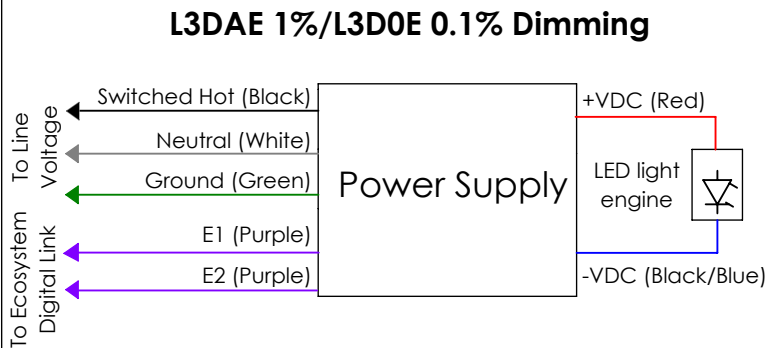 L3DAE 1%/L3D0E 0.1% Dimming
To Line
Voltage
Switched Hot (Black)
Neutral (White)
Ground (Green)
To Ecosystem
Digital Link
E1 (Purple)
E2 (Purple)
Power Supply
+VDC (Red)
LED light
engine
-VDC (Black/Blue)